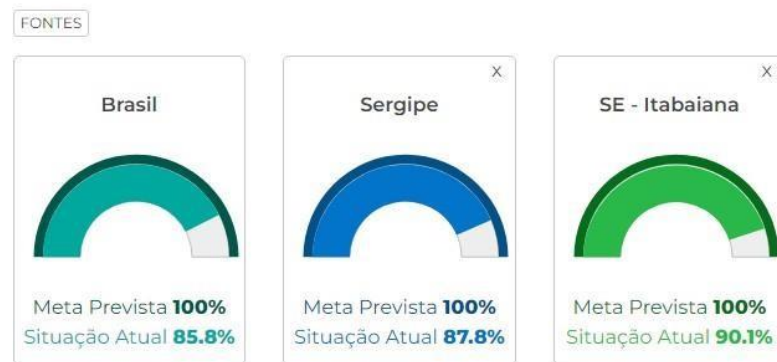 FONTES
X
X
Brasil
Sergipe
SE - Itabaiana
Meta Prevista 100%
Situação Atual 85.8%
Meta Prevista 100%
Situação Atual 87.8%
Meta Prevista 100%
Situação Atual 90.1%